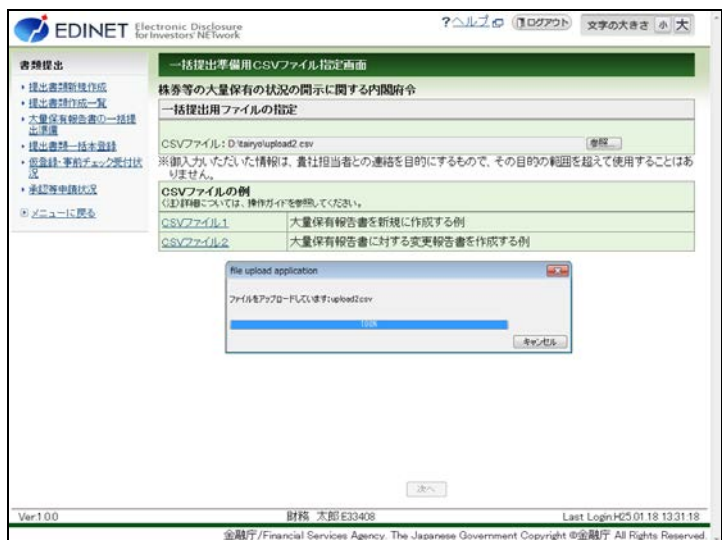 EDINET Electronic Disclosure for Investors' NETwork
?ヘルプ ログアウト 文字の大きさ 小 大
書類提出
・提出書類新規作成
・提出書類作成一覧
・大量保有報告書の一括提出準備
・提出書類一括本登録
・仮登録・事前チェック受付状況
・承認等申請状況
メニューに戻る
一括提出準備用CSVファイル指定画面
株券等の大量保有の状況の開示に関する内閣府令
一括提出用ファイルの指定
CSVファイル: D:\tairyo\upload2.csv 参照...
※御入力いただいた情報は、貴社担当者との連絡を目的にするもので、その目的の範囲を超えて使用することはあ
りません。
CSVファイルの例
(注)詳細については、操作ガイドを参照してください。
CSVファイル1 大量保有報告書を新規に作成する例
CSVファイル2 大量保有報告書に対する変更報告書を作成する例
file upload application
ファイルをアップロードしています:upload2csv
100%
キャンセル
次へ
Ver.1.0.0 財務 太郎 E33408 Last Login:H25.01.18 13:31:18
金融庁/Financial Services Agency, The Japanese Government Copyright ©金融庁 All Rights Reserved.